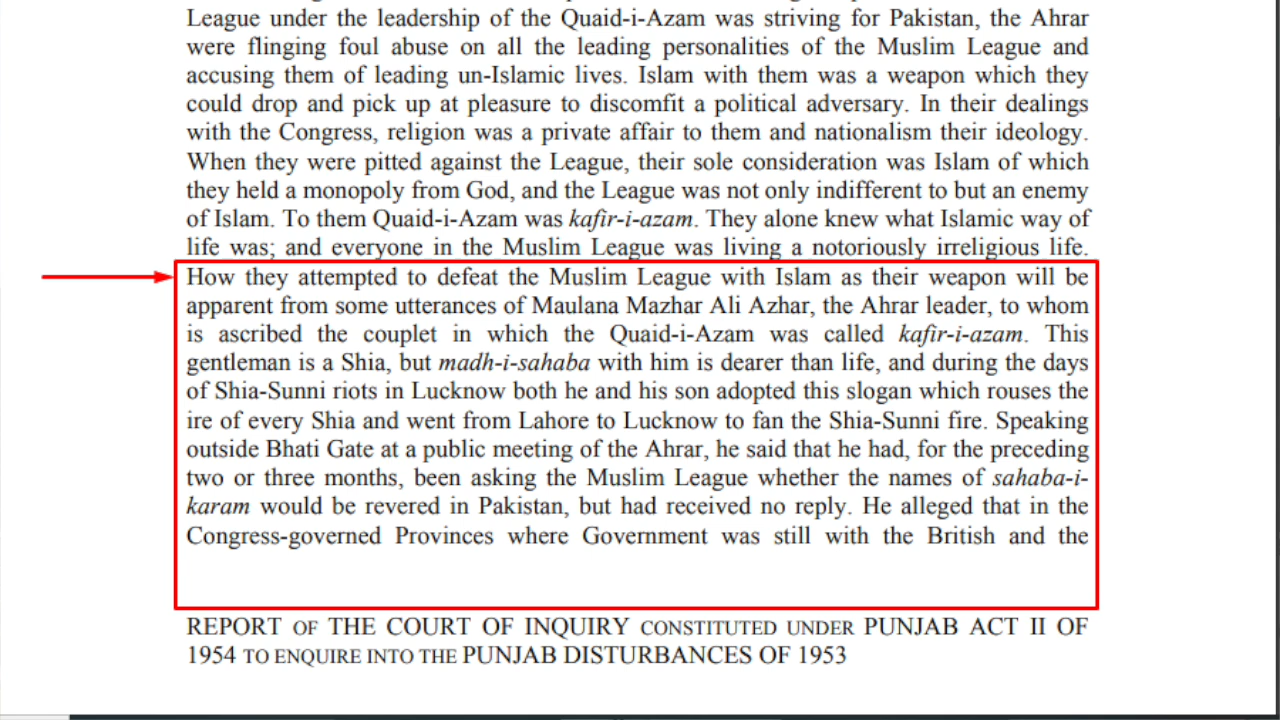 League under the leadership of the Quaid-i-Azam was striving for Pakistan, the Ahrar
were flinging foul abuse on all the leading personalities of the Muslim League and
accusing them of leading un-Islamic lives. Islam with them was a weapon which they
could drop and pick up at pleasure to discomfit a political adversary. In their dealings
with the Congress, religion was a private affair to them and nationalism their ideology.
When they were pitted against the League, their sole consideration was Islam of which
they held a monopoly from God, and the League was not only indifferent to but an enemy
of Islam. To them Quaid-i-Azam was kafir-i-azam. They alone knew what Islamic way of
life was; and everyone in the Muslim League was living a notoriously irreligious life.
How they attempted to defeat the Muslim League with Islam as their weapon will be
apparent from some utterances of Maulana Mazhar Ali Azhar, the Ahrar leader, to whom
is ascribed the couplet in which the Quaid-i-Azam was called kafir-i-azam. This
gentleman is a Shia, but madh-i-sahaba with him is dearer than life, and during the days
of Shia-Sunni riots in Lucknow both he and his son adopted this slogan which rouses the
ire of every Shia and went from Lahore to Lucknow to fan the Shia-Sunni fire. Speaking
outside Bhati Gate at a public meeting of the Ahrar, he said that he had, for the preceding
two or three months, been asking the Muslim League whether the names of sahaba-i-
karam would be revered in Pakistan, but had received no reply. He alleged that in the
Congress-governed Provinces where Government was still with the British and the
REPORT OF THE COURT OF INQUIRY CONSTITUTED UNDER PUNJAB ACT II OF
1954 TO ENQUIRE INTO THE PUNJAB DISTURBANCES OF 1953